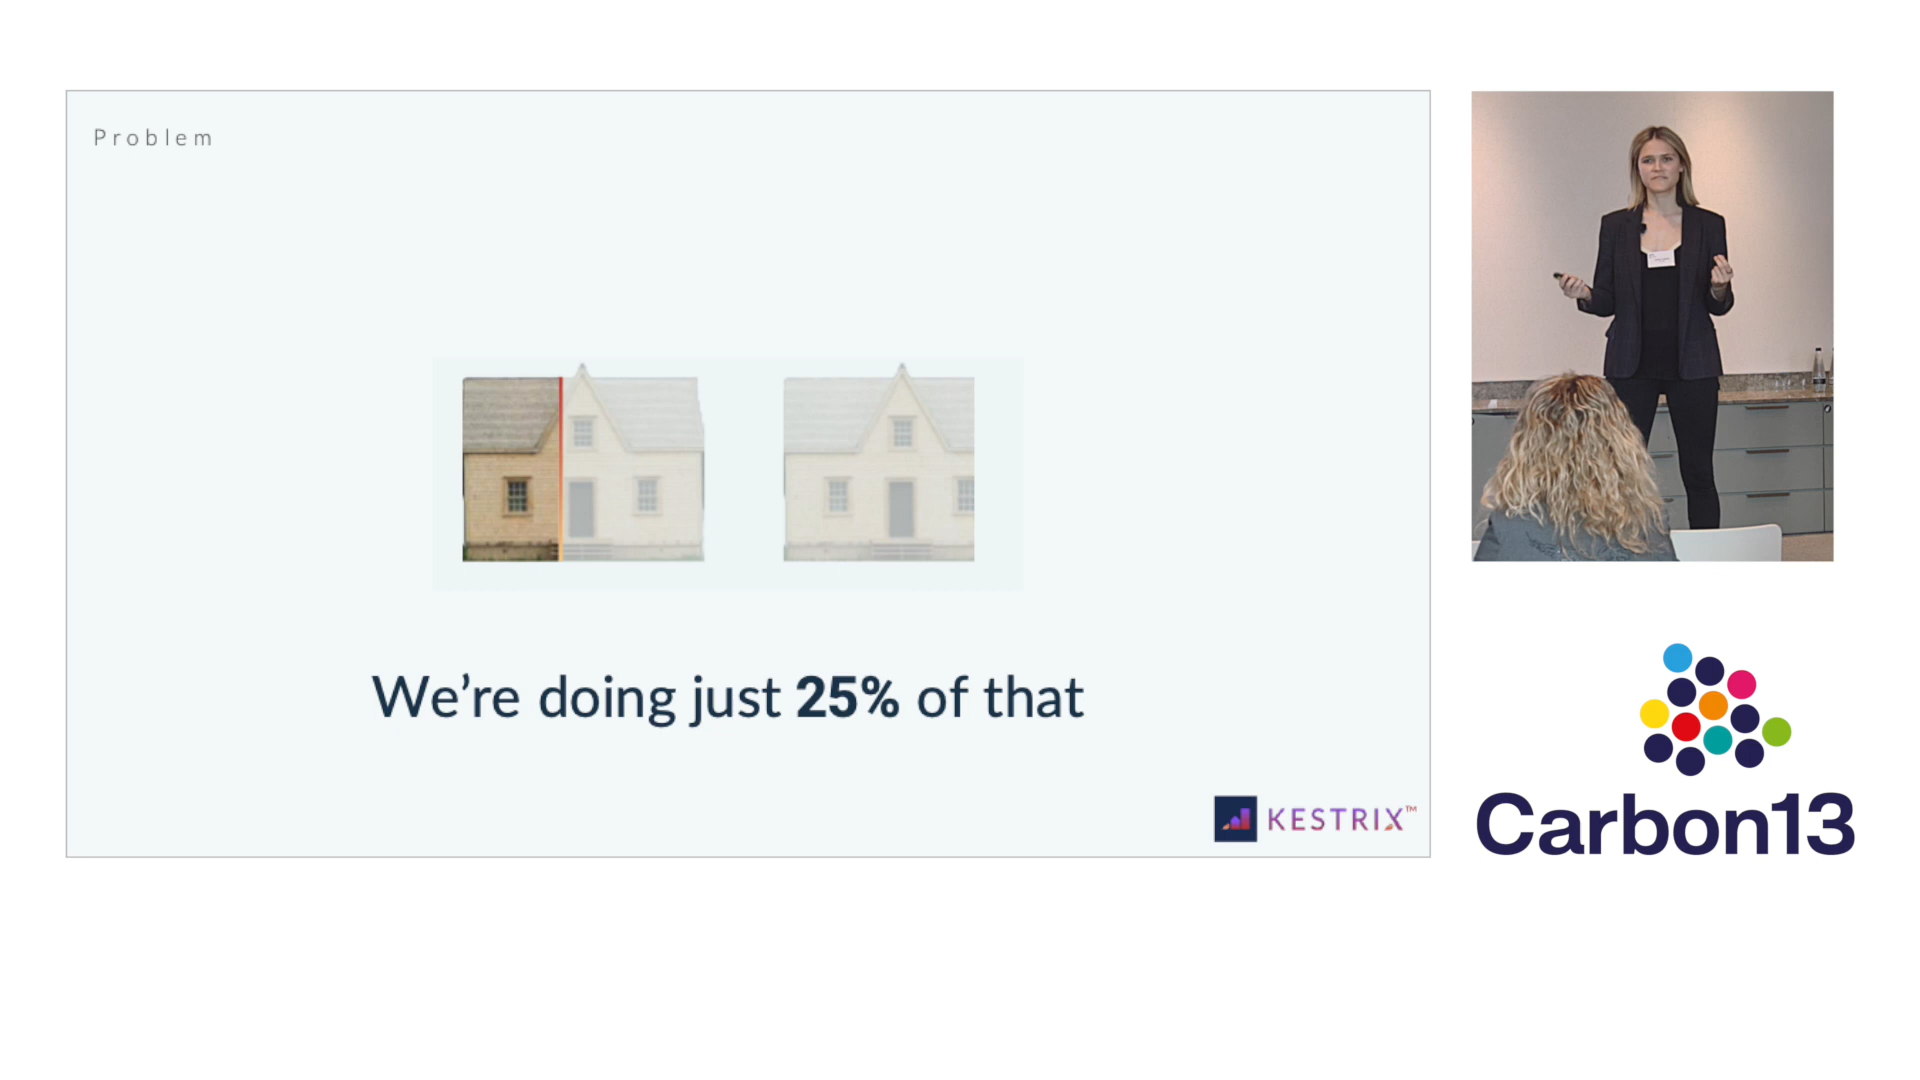 Problem
We're doing just 25% of that
KESTRIX™
Carbon13